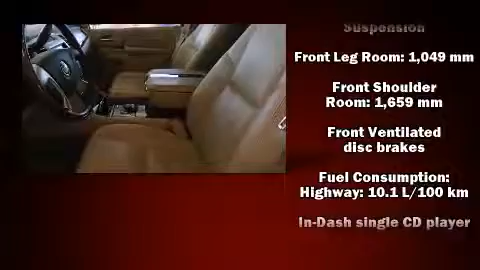 Suspension
Front Leg Room: 1,049 mm
Front Shoulder
Room: 1,659 mm
Front Ventilated
disc brakes
Fuel Consumption:
Highway: 10.1 L/100 km
In-Dash single CD player